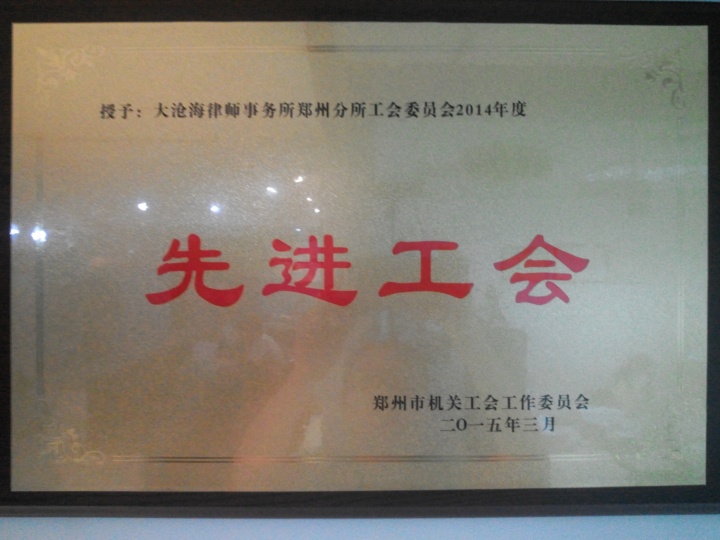 授予：大沧海律师事务所郑州分所工会委员会2014年度
先进工会
郑州市机关工会工作委员会
二O一五年三月